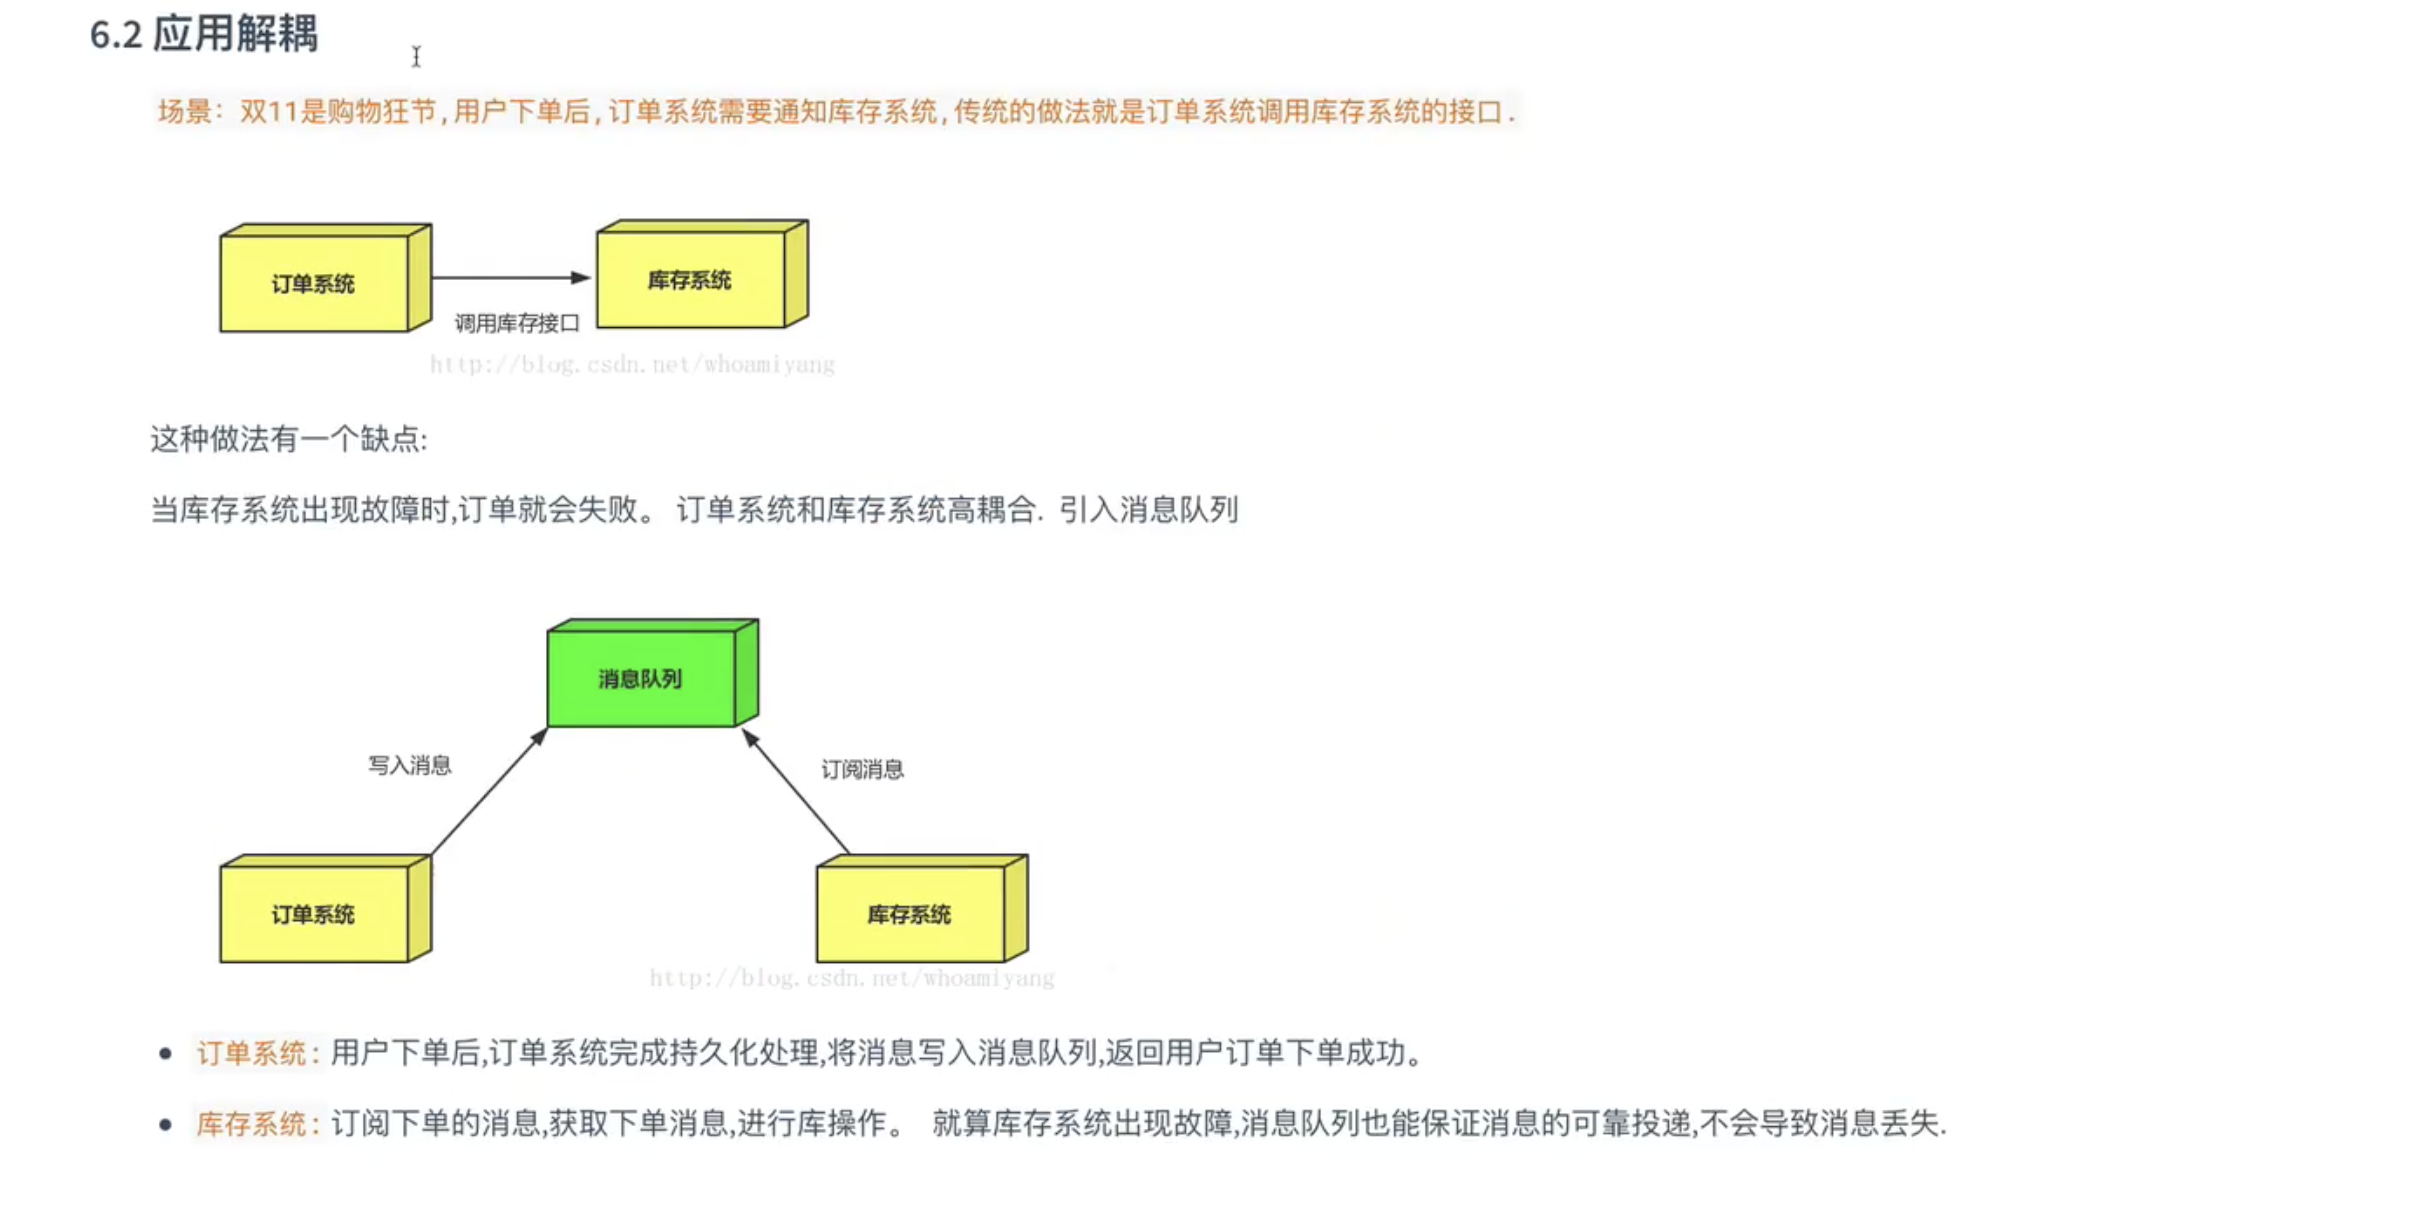 6.2 应用解耦
场景：双11是购物狂节,用户下单后,订单系统需要通知库存系统,传统的做法就是订单系统调用库存系统的接口.
订单系统
库存系统
调用库存接口
http://blog.csdn.net/whoamiyang
这种做法有一个缺点:
当库存系统出现故障时,订单就会失败。 订单系统和库存系统高耦合. 引入消息队列
消息队列
写入消息
订阅消息
订单系统
库存系统
http://blog.csdn.net/whoamiyang
订单系统:用户下单后,订单系统完成持久化处理,将消息写入消息队列,返回用户订单下单成功。
库存系统:订阅下单的消息,获取下单消息,进行库操作。 就算库存系统出现故障,消息队列也能保证消息的可靠投递,不会导致消息丢失.